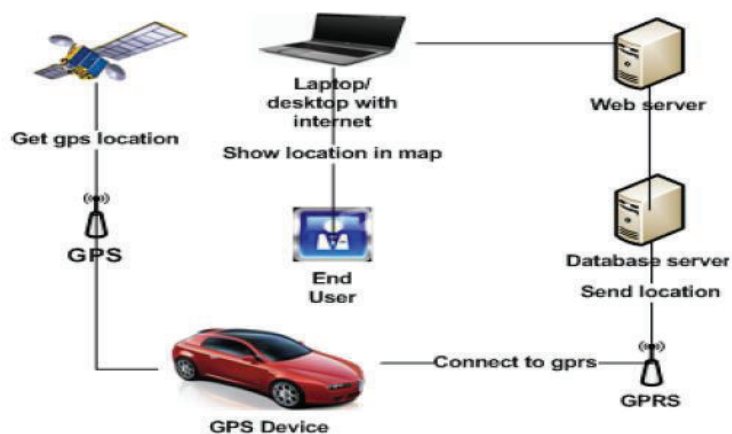 Laptop/
desktop with
internet
Web server
Get gps location
Show location in map
GPS
Database server
End
User
Send location
Connect to gprs
GPRS
GPS Device